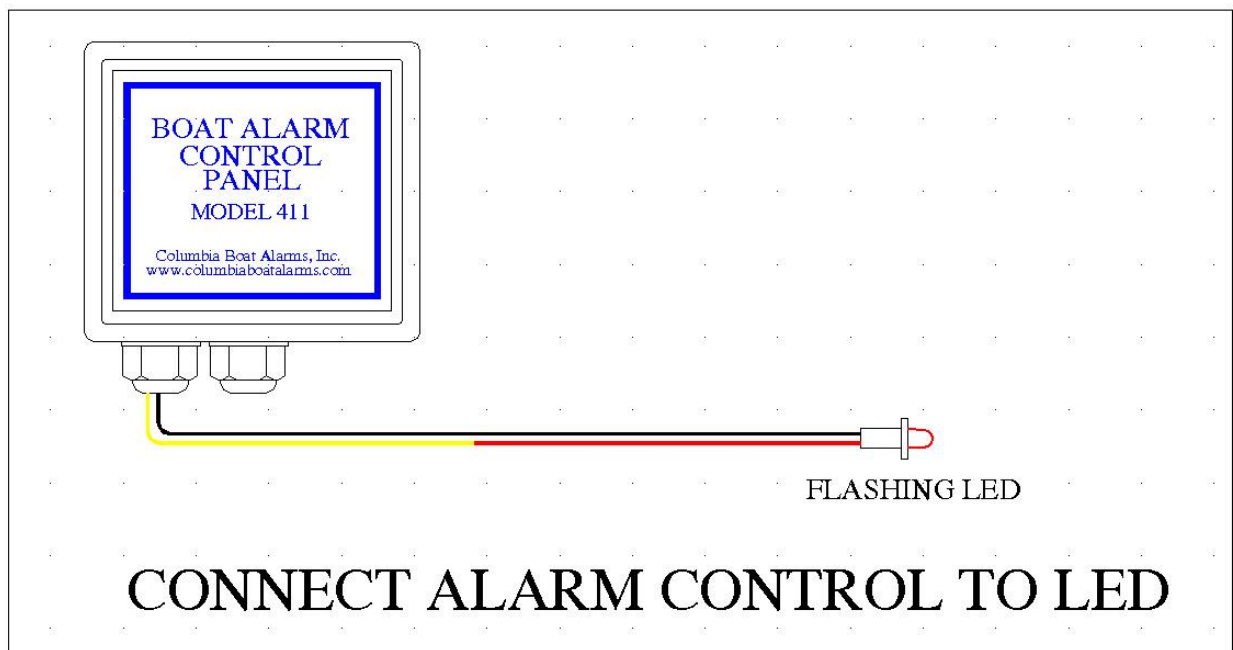 BOAT ALARM
CONTROL
PANEL
MODEL 411
Columbia Boat Alarms, Inc.
www.columbiaboatalarms.com
FLASHING LED
CONNECT ALARM CONTROL TO LED